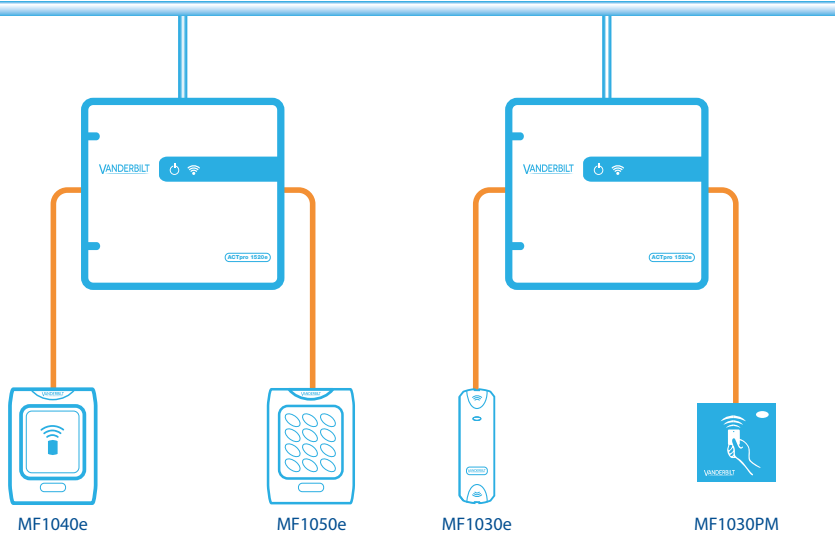 VANDERBILT
ACTpro 1520e
VANDERBILT
ACTpro 1520e
VANDERBILT
VANDERBILT
VANDERBILT
VANDERBILT
MF1040e
MF1050e
MF1030e
MF1030PM